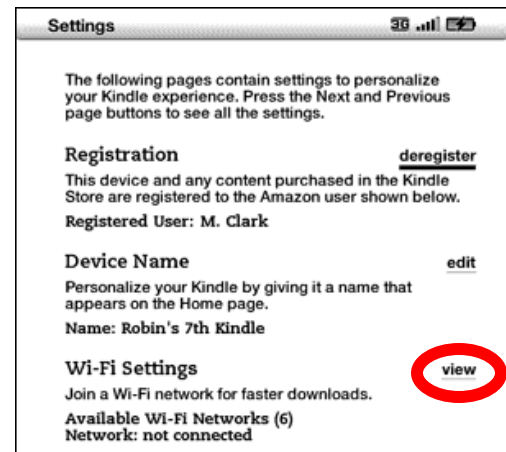 Settings 3G
The following pages contain settings to personalize
your Kindle experience. Press the Next and Previous
page buttons to see all the settings.
Registration deregister
This device and any content purchased in the Kindle
Store are registered to the Amazon user shown below.
Registered User: M. Clark
Device Name edit
Personalize your Kindle by giving it a name that
appears on the Home page.
Name: Robin's 7th Kindle
Wi-Fi Settings view
Join a Wi-Fi network for faster downloads.
Available Wi-Fi Networks (6)
Network: not connected